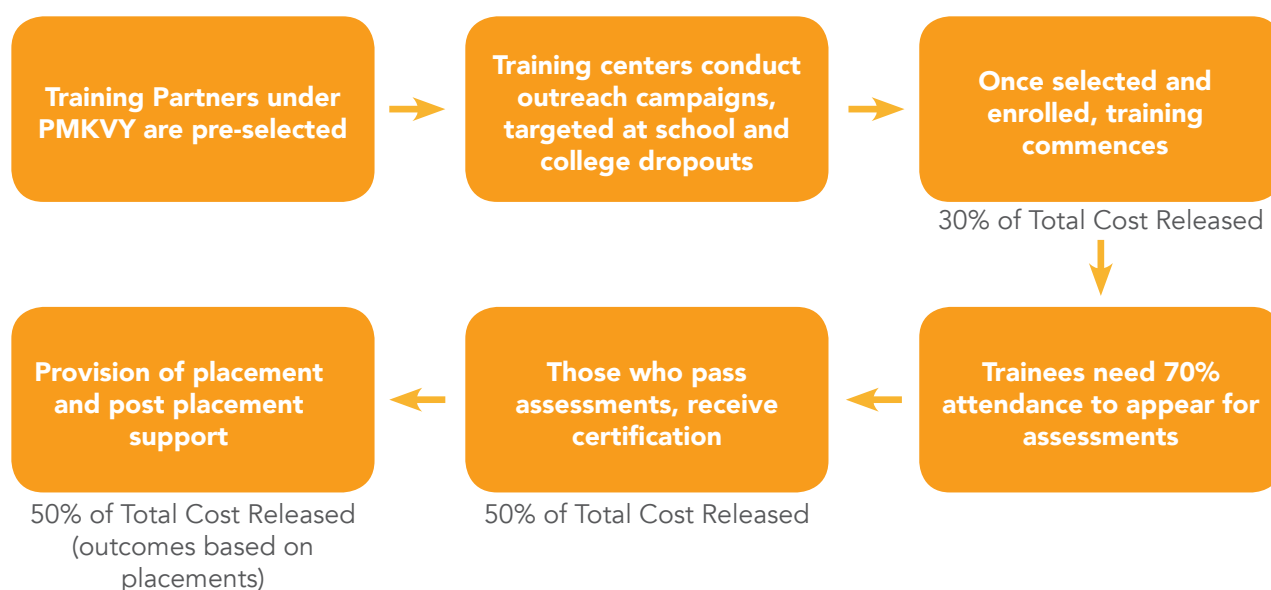 Training Partners under
PMKVY are pre-selected
Training centers conduct
outreach campaigns,
targeted at school and
college dropouts
Once selected and
enrolled, training
commences
30% of Total Cost Released
Trainees need 70%
attendance to appear for
assessments
Those who pass
assessments, receive
certification
50% of Total Cost Released
Provision of placement
and post placement
support
50% of Total Cost Released
(outcomes based on
placements)